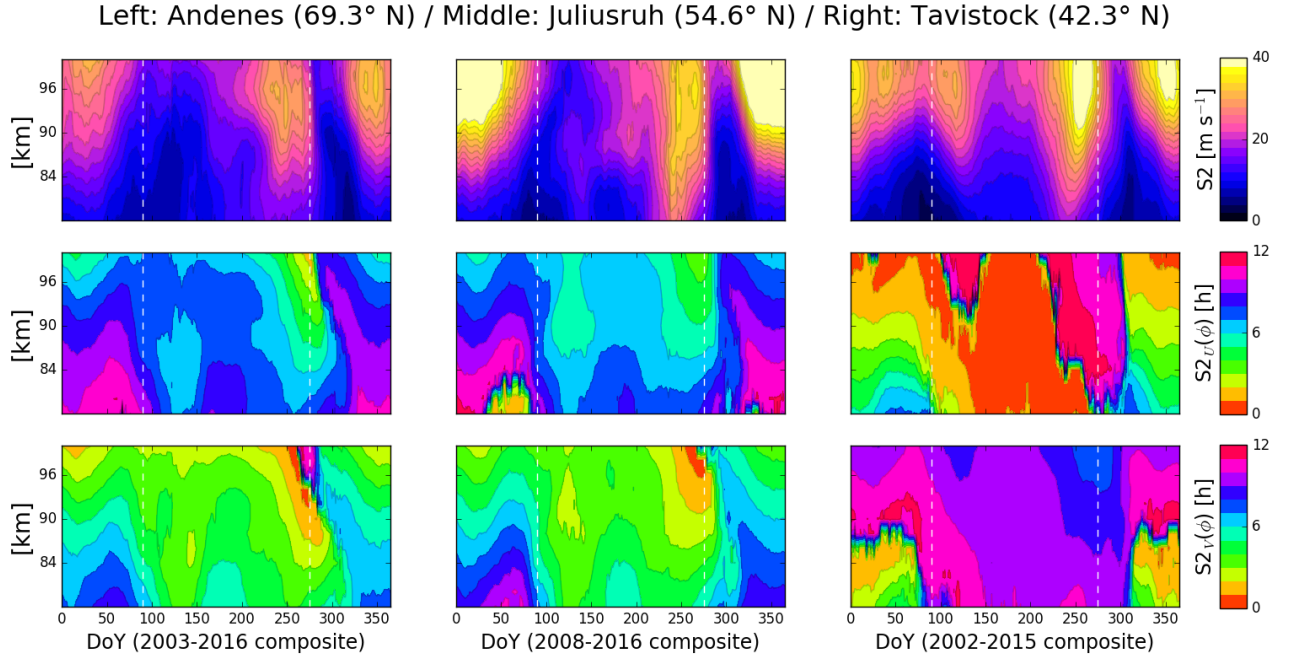 Left: Andenes (69.3° N) / Middle: Juliusruh (54.6° N) / Right: Tavistock (42.3° N)
[km]
96
90
84
40
20
0
S2 [m s⁻¹]
[km]
96
90
84
12
6
0
S2_U(ϕ) [h]
[km]
96
90
84
12
6
0
S2_V(ϕ) [h]
0 50 100 150 200 250 300 350
0 50 100 150 200 250 300 350
0 50 100 150 200 250 300 350
DoY (2003-2016 composite)
DoY (2008-2016 composite)
DoY (2002-2015 composite)